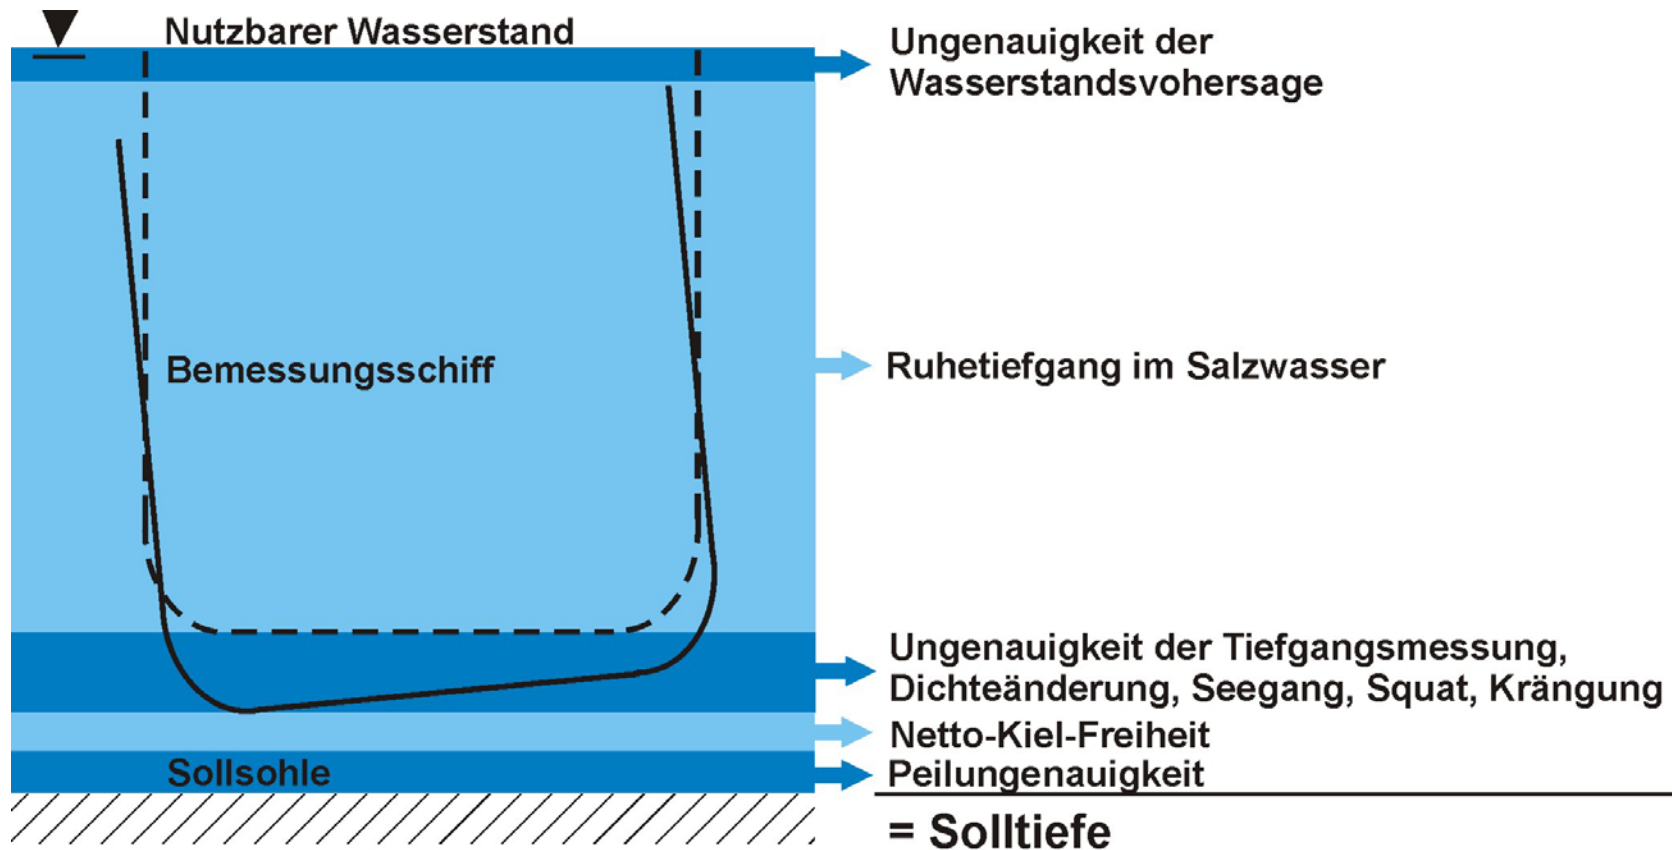 Nutzbarer Wasserstand
Ungenauigkeit der
Wasserstandsvohersage
Bemessungsschiff
Ruhetiefgang im Salzwasser
Ungenauigkeit der Tiefgangsmessung,
Dichteänderung, Seegang, Squat, Krängung
Netto-Kiel-Freiheit
Sollsohle
Peilungenauigkeit
= Solltiefe